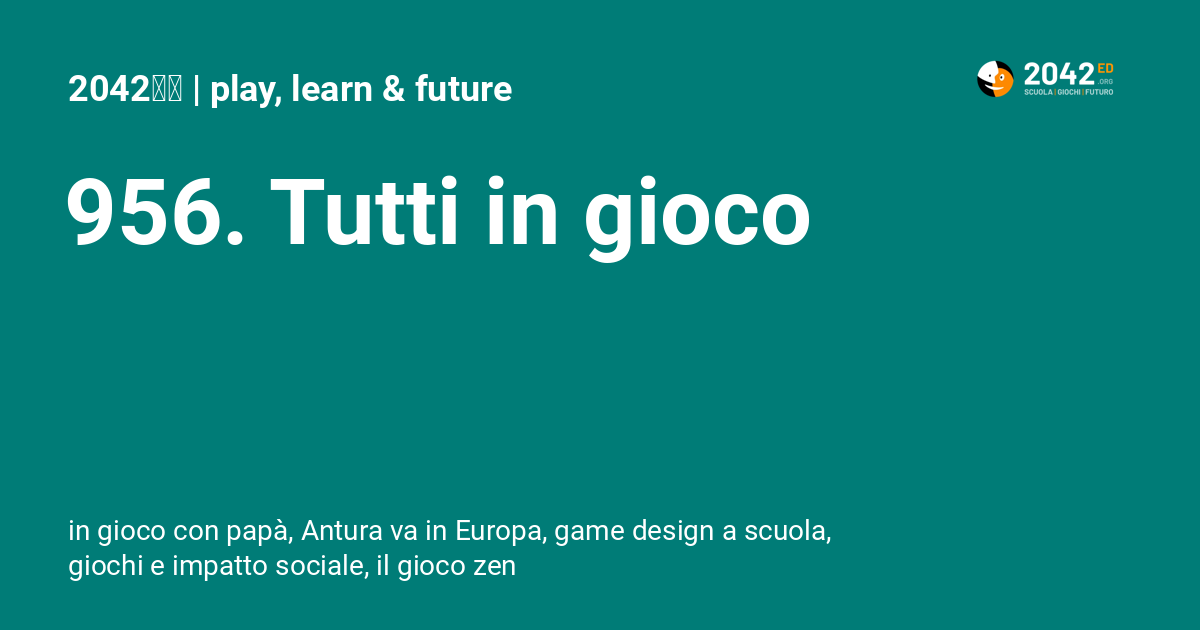 2042 | play, learn & future
2042 ED
.ORG
SCUOLA | GIOCHI | FUTURO
956. Tutti in gioco
in gioco con papà, Antura va in Europa, game design a scuola,
giochi e impatto sociale, il gioco zen